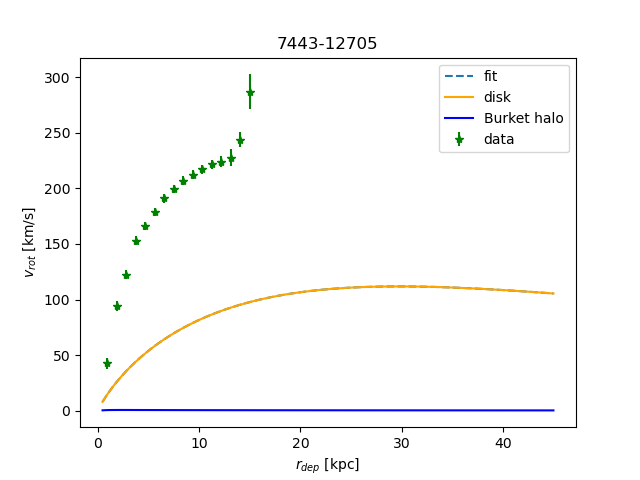 7443-12705
fit
disk
Burket halo
data
300
250
200
150
100
50
0
v_rot [km/s]
0 10 20 30 40
r_dep [kpc]